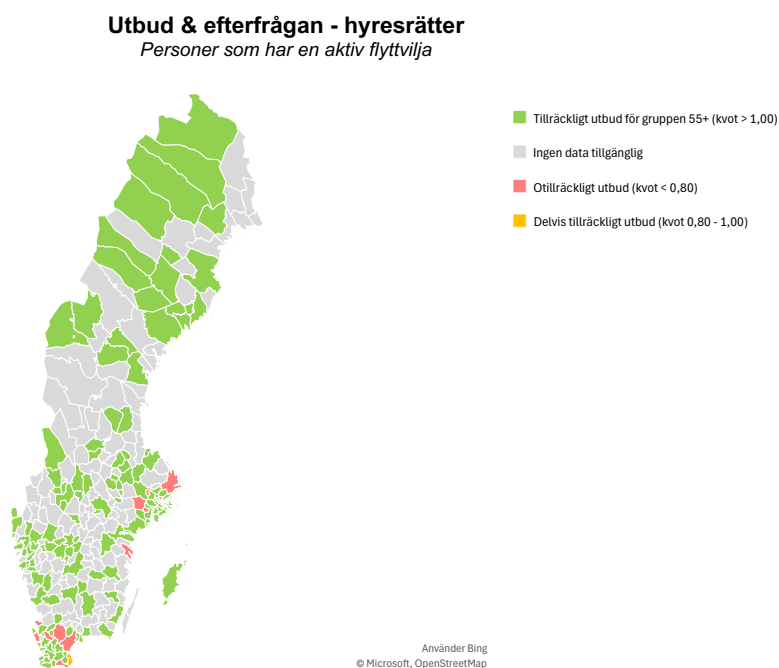 Utbud & efterfrågan - hyresrätter
Personer som har en aktiv flyttvilja
Tillräckligt utbud för gruppen 55+ (kvot > 1,00)
Ingen data tillgänglig
Otillräckligt utbud (kvot < 0,80)
Delvis tillräckligt utbud (kvot 0,80 - 1,00)
Använder Bing
© Microsoft, OpenStreetMap